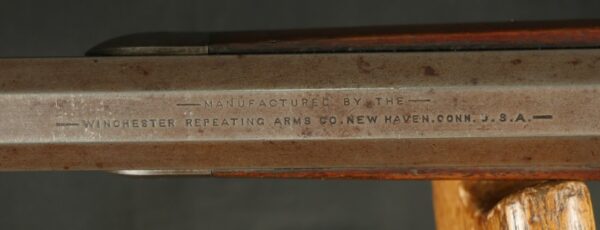 —MANUFACTURED BY THE—
—WINCHESTER REPEATING ARMS CO. NEW HAVEN. CONN. U.S.A.—